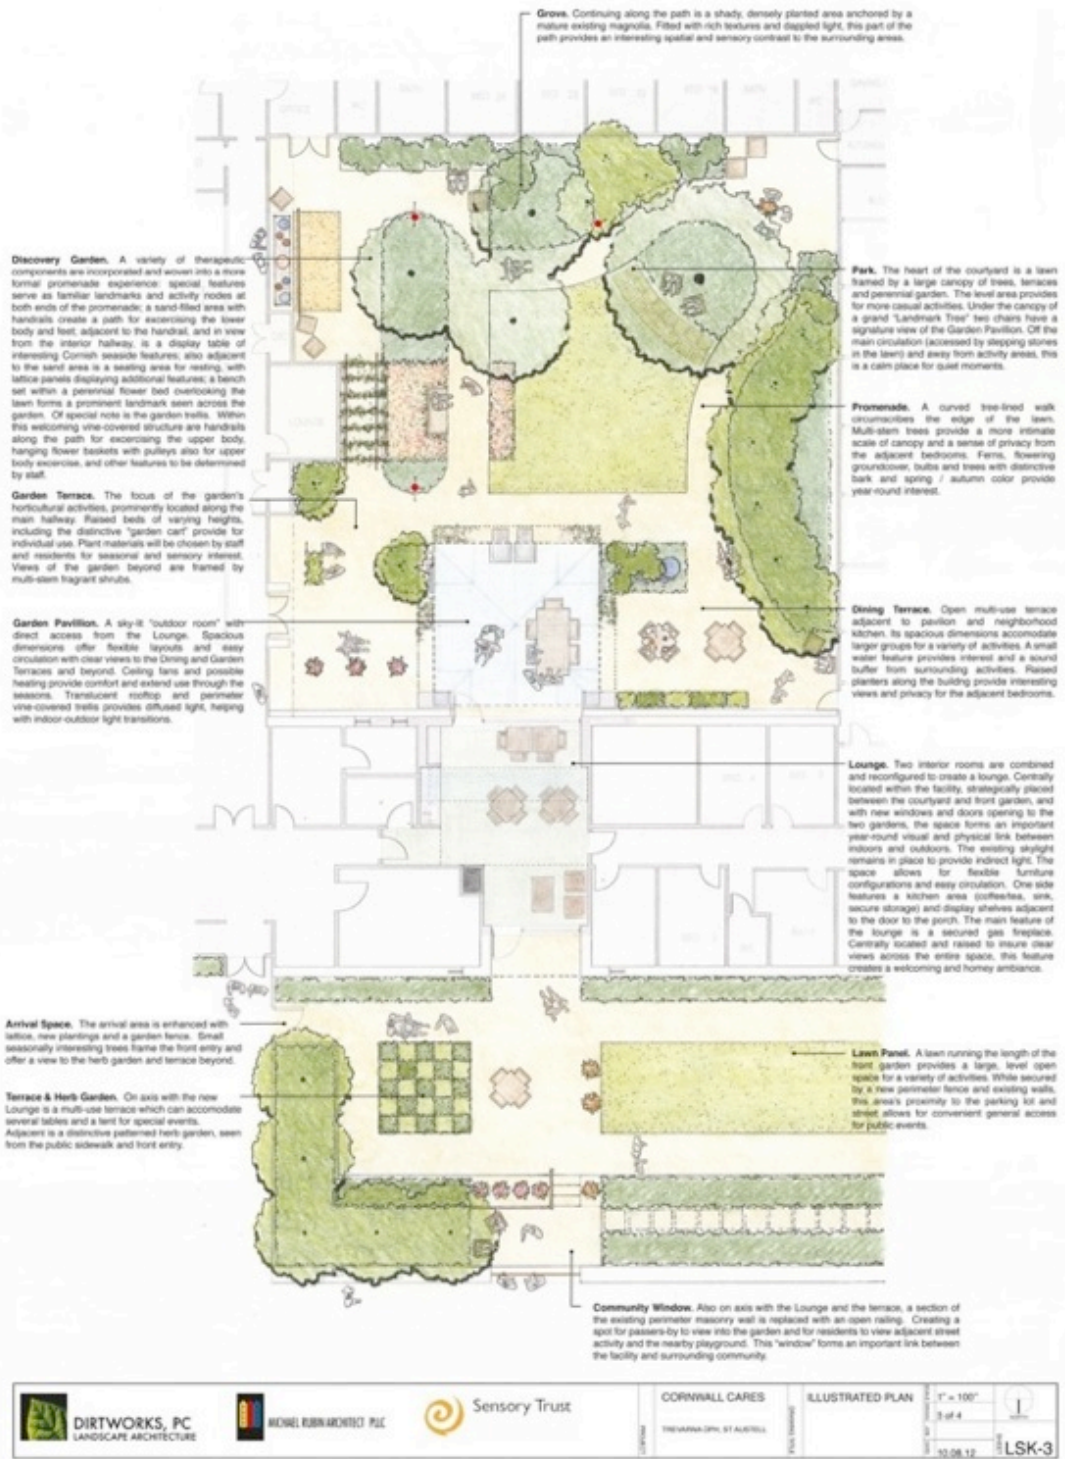 Grove. Continuing along the path is a shady, densely planted area anchored by a
mature existing magnolia. Fitted with rich textures and dappled light, this part of the
path provides an interesting spatial and sensory contrast to the surrounding areas.
Discovery Garden. A variety of therapeutic
components are incorporated and woven into a more
formal promenade experience: special features
serve as familiar landmarks and activity nodes at
both ends of the promenade; a sand-filled area with
handrails create a path for excercising the lower
body and feet; adjacent to the handrail, and in view
from the interior hallway, is a display table of
interesting Cornish seaside features; also adjacent
to the sand area is a seating area for resting, with
lattice panels displaying additional features; a bench
set within a perennial flower bed overlooking the
lawn forms a prominent landmark seen across the
garden. Of special note is the garden trellis. Within
this welcoming vine-covered structure are handrails
along the path for excercising the upper body,
hanging flower baskets with pulleys also for upper
body excercise, and other features to be determined
by staff.
Garden Terrace. The focus of the garden's
horticultural activities, prominently located along the
main hallway. Raised beds of varying heights,
including the distinctive "garden cart" provide for
individual use. Plant materials will be chosen by staff
and residents for seasonal and sensory interest.
Views of the garden beyond are framed by
multi-stem fragrant shrubs.
Garden Pavillion. A sky-lit "outdoor room" with
direct access from the Lounge. Spacious
dimensions offer flexible layouts and easy
circulation with clear views to the Dining and Garden
Terraces and beyond. Ceiling fans and possible
heating provide comfort and extend use through the
seasons. Translucent rooftop and perimeter
vine-covered trellis provides diffused light, helping
with indoor-outdoor light transitions.
Park. The heart of the courtyard is a lawn
framed by a large canopy of trees, terraces
and perennial garden. The level area provides
for more casual activities. Under the canopy of
a grand "Landmark Tree" two chairs have a
signature view of the Garden Pavilion. Off the
main circulation (accessed by stepping stones
in the lawn) and away from activity areas, this
is a calm place for quiet moments.
Promenade. A curved tree-lined walk
circumscribes the edge of the lawn.
Multi-stem trees provide a more intimate
scale of canopy and a sense of privacy from
the adjacent bedrooms. Ferns, flowering
groundcover, bulbs and trees with distinctive
bark and spring / autumn color provide
year-round interest.
Dining Terrace. Open multi-use terrace
adjacent to pavilion and neighborhood
kitchen. Its spacious dimensions accomodate
larger groups for a variety of activities. A small
water feature provides interest and a sound
buffer from surrounding activities. Raised
planters along the building provide interesting
views and privacy for the adjacent bedrooms.
Lounge. Two interior rooms are combined
and reconfigured to create a lounge. Centrally
located within the facility, strategically placed
between the courtyard and front garden, and
with new windows and doors opening to the
two gardens, the space forms an important
year-round visual and physical link between
indoors and outdoors. The existing skylight
remains in place to provide indirect light. The
space allows for flexible furniture
configurations and easy circulation. One side
features a kitchen area (coffee/tea, sink,
secure storage) and display shelves adjacent
to the door to the porch. The main feature of
the lounge is a secured gas fireplace.
Centrally located and raised to insure clear
views across the entire space, this feature
creates a welcoming and homey ambiance.
Arrival Space. The arrival area is enhanced with
lattice, new plantings and a garden fence. Small
seasonally interesting trees frame the front entry and
offer a view to the herb garden and terrace beyond.
Terrace & Herb Garden. On axis with the new
Lounge is a multi-use terrace which can accomodate
several tables and a tent for special events.
Adjacent is a distinctive patterned herb garden, seen
from the public sidewalk and front entry.
Lawn Panel. A lawn running the length of the
front garden provides a large, level open
space for a variety of activities. While secured
by a new perimeter fence and existing walls,
this area's proximity to the parking lot and
street allows for convenient general access
for public events.
Community Window. Also on axis with the Lounge and the terrace, a section of
the existing perimeter masonry wall is replaced with an open railing. Creating a
spot for passers-by to view into the garden and for residents to view adjacent street
activity and the nearby playground. This "window" forms an important link between
the facility and surrounding community.
DIRTWORKS, PC
LANDSCAPE ARCHITECTURE
MICHAEL RUBIN ARCHITECT PLLC
Sensory Trust
PROJECT
CORNWALL CARES
TREVARNA DPH, ST AUSTELL
DRAWING TITLE
ILLUSTRATED PLAN
1" = 100"
3 of 4
10.08.12
NORTH
SHEET
LSK-3